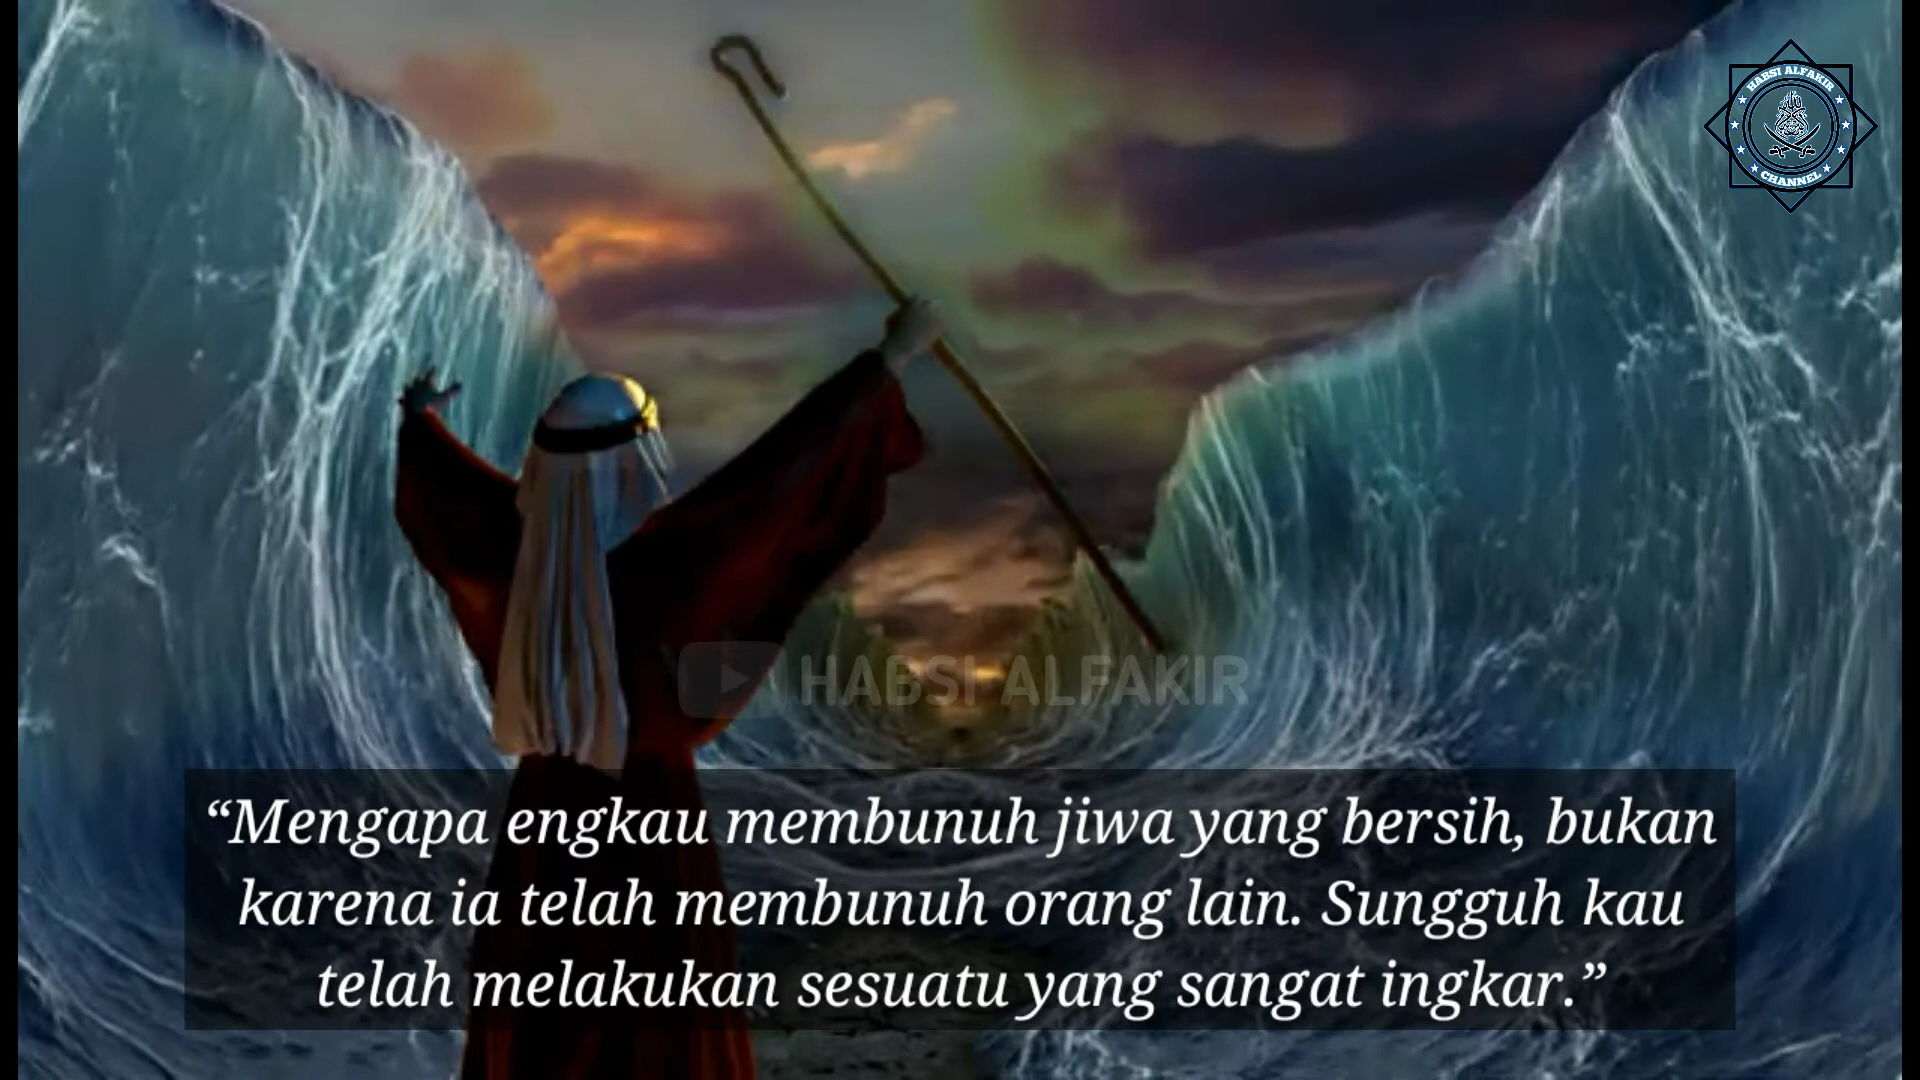 HABSI ALFAKIR
CHANNEL
HABSI ALFAKIR
“Mengapa engkau membunuh jiwa yang bersih, bukan
karena ia telah membunuh orang lain. Sungguh kau
telah melakukan sesuatu yang sangat ingkar.”